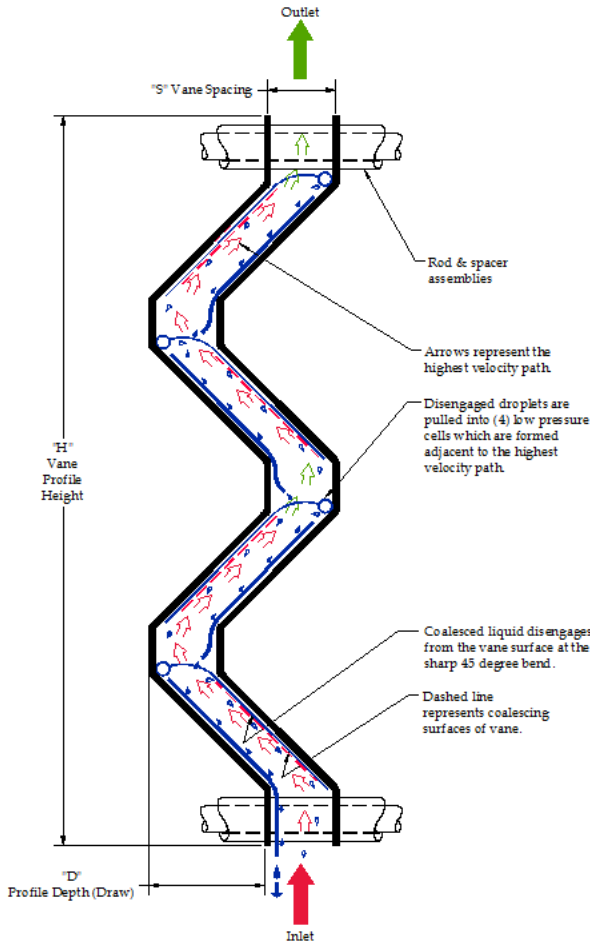 Outlet
"S" Vane Spacing
Rod & spacer
assemblies
Arrows represent the
highest velocity path.
Disengaged droplets are
pulled into (4) low pressure
cells which are formed
adjacent to the highest
velocity path.
"H"
Vane
Profile
Height
Coalesced liquid disengages
from the vane surface at the
sharp 45 degree bend.
Dashed line
represents coalescing
surfaces of vane.
"D"
Profile Depth (Draw)
Inlet